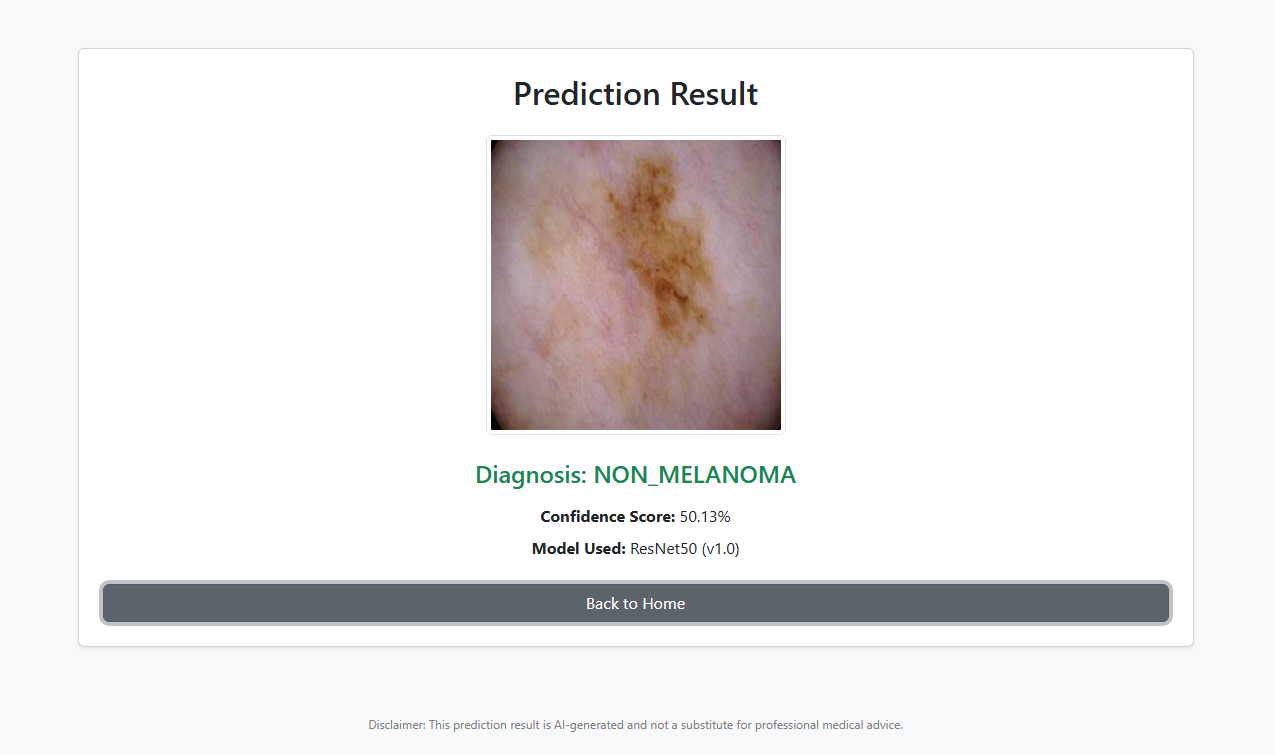 Prediction Result
Diagnosis: NON_MELANOMA
Confidence Score: 50.13%
Model Used: ResNet50 (v1.0)
Back to Home
Disclaimer: This prediction result is AI-generated and not a substitute for professional medical advice.